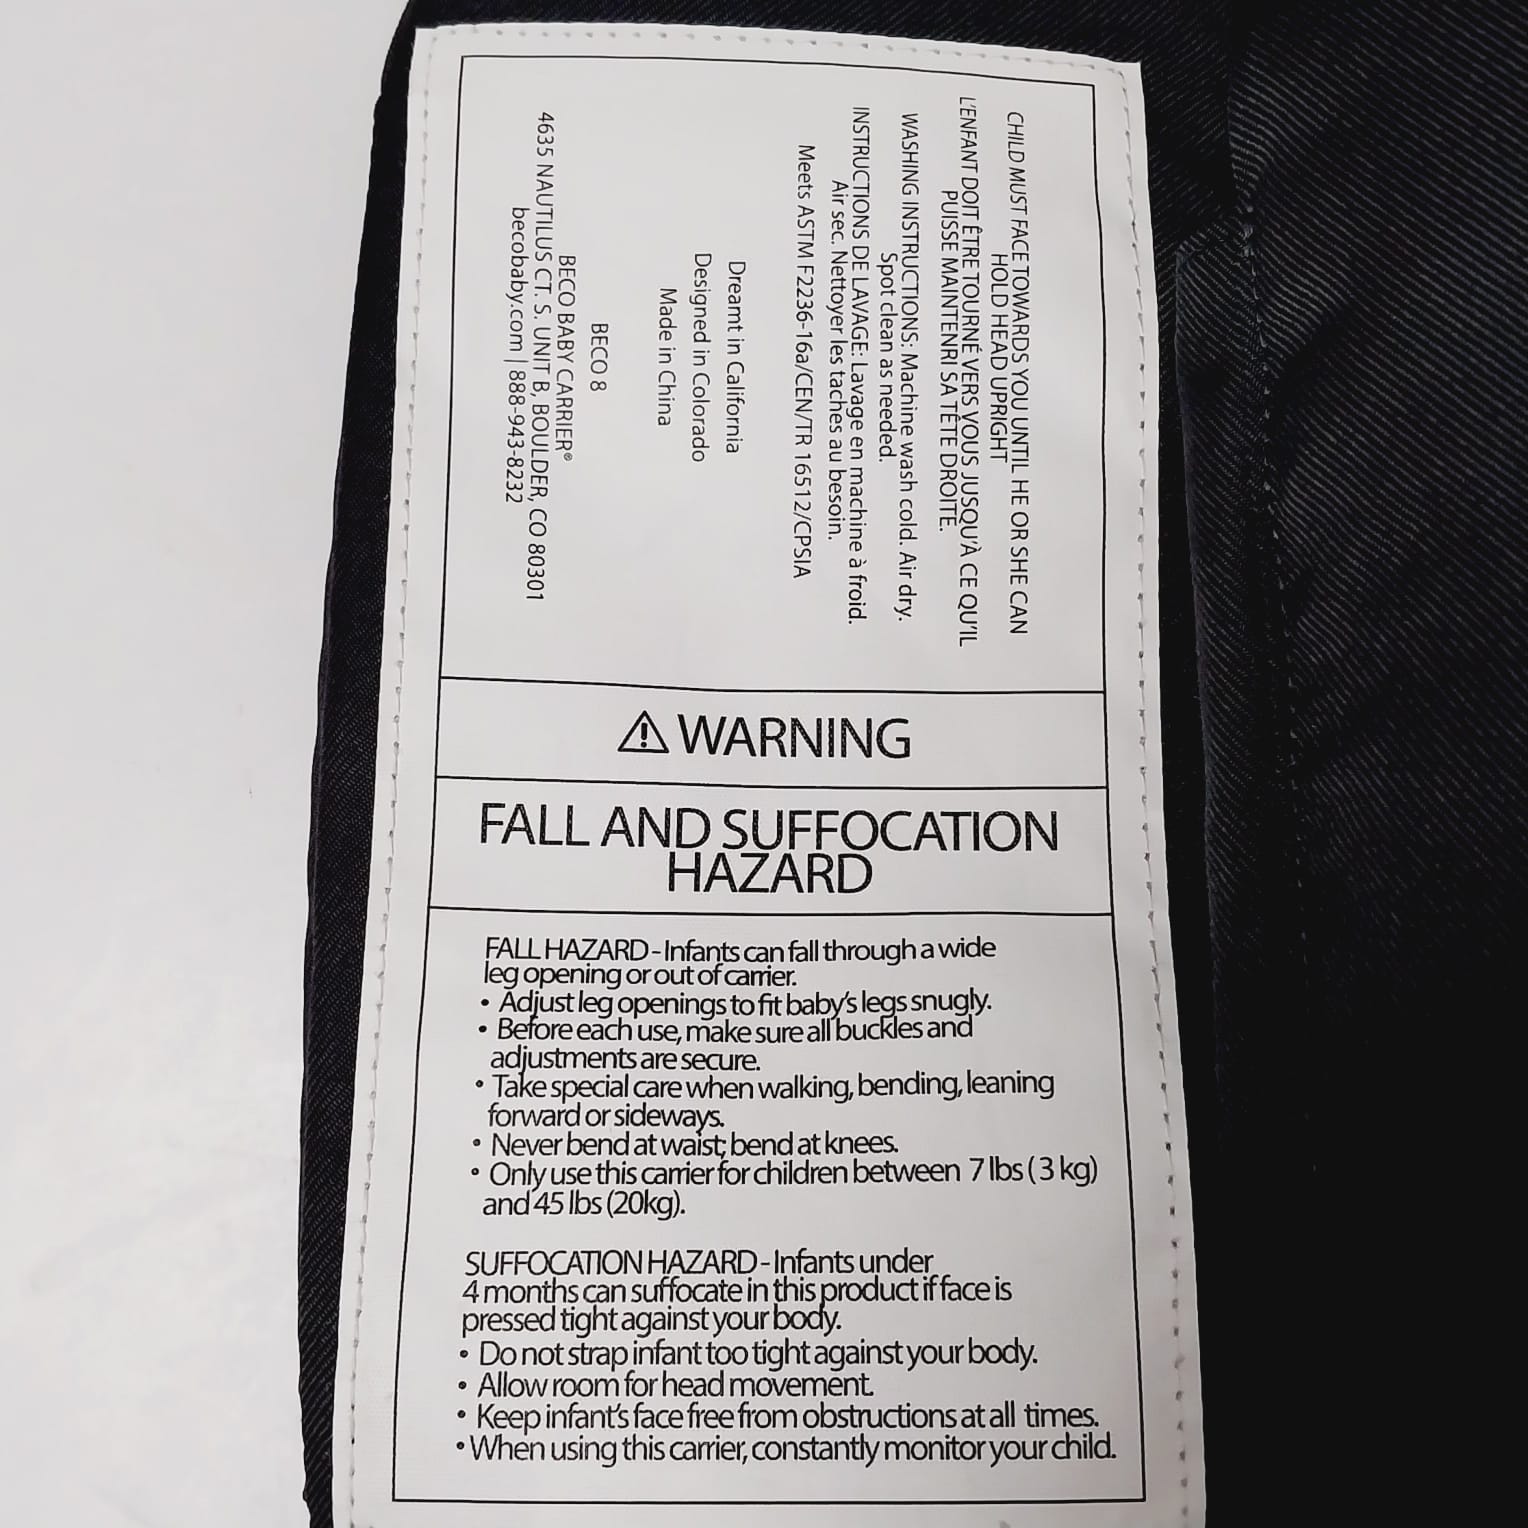 CHILD MUST FACE TOWARDS YOU UNTIL HE OR SHE CAN
HOLD HEAD UPRIGHT
L'ENFANT DOIT ÊTRE TOURNÉ VERS VOUS JUSQU'À CE QU'IL
PUISSE MAINTENRI SA TÊTE DROITE.
WASHING INSTRUCTIONS: Machine wash cold. Air dry.
Spot clean as needed.
INSTRUCTIONS DE LAVAGE: Lavage en machine à froid.
Air sec. Nettoyer les taches au besoin.
Meets ASTM F2236-16a/CEN/TR 16512/CPSIA
Dreamt in California
Designed in Colorado
Made in China
BECO 8
BECO BABY CARRIER®
4635 NAUTILUS CT. S. UNIT B, BOULDER, CO 80301
becobaby.com | 888-943-8232
⚠ WARNING
FALL AND SUFFOCATION
HAZARD
FALL HAZARD - Infants can fall through a wide
leg opening or out of carrier.
• Adjust leg openings to fit baby's legs snugly.
• Before each use, make sure all buckles and
adjustments are secure.
• Take special care when walking, bending, leaning
forward or sideways.
• Never bend at waist; bend at knees.
• Only use this carrier for children between 7 lbs (3 kg)
and 45 lbs (20kg).
SUFFOCATION HAZARD - Infants under
4 months can suffocate in this product if face is
pressed tight against your body.
• Do not strap infant too tight against your body.
• Allow room for head movement.
• Keep infant's face free from obstructions at all times.
• When using this carrier, constantly monitor your child.